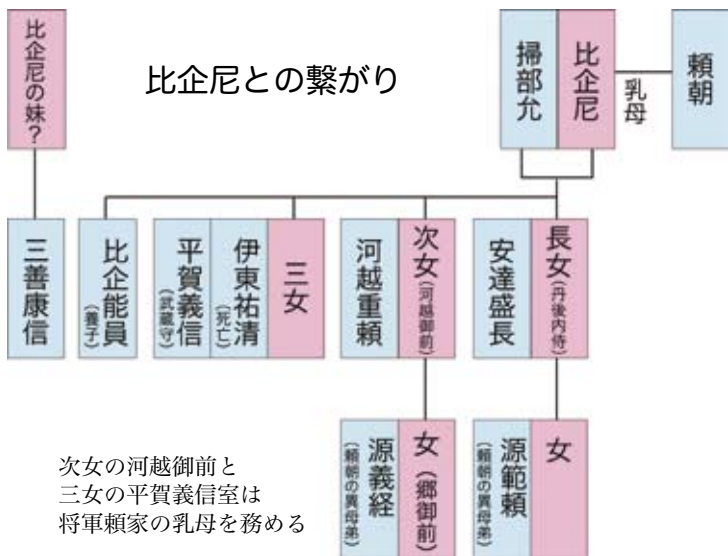 比企尼との繋がり
頼朝
乳母
比企尼
掃部允
比企尼の妹?
長女(丹後内侍)
安達盛長
次女(河越御前)
河越重頼
三女
伊東祐清(死亡)
平賀義信(武蔵守)
比企能員(養子)
三善康信
女
源範頼(頼朝の異母弟)
女(郷御前)
源義経(頼朝の異母弟)
次女の河越御前と
三女の平賀義信室は
将軍頼家の乳母を務める